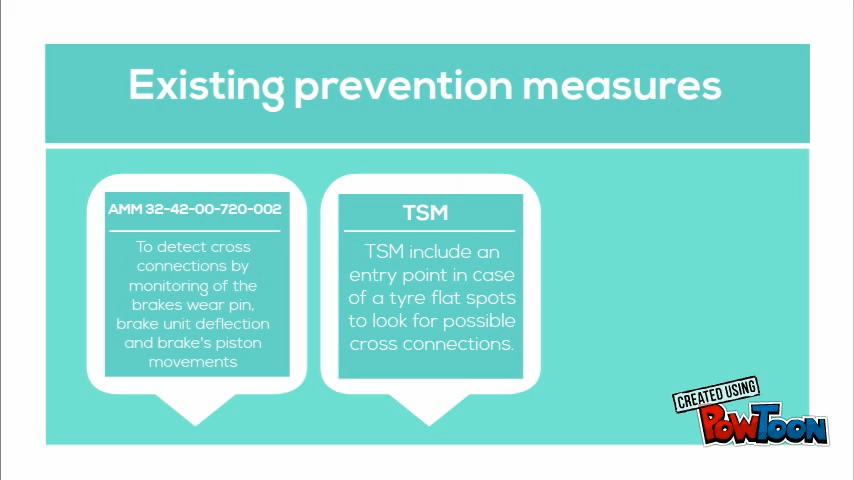 Existing prevention measures
AMM 32-42-00-720-002
To detect cross
connections by
monitoring of the
brakes wear pin,
brake unit deflection
and brake's piston
movements
TSM
TSM include an
entry point in case
of a tyre flat spots
to look for possible
cross connections.
CREATED USING
POWTOON